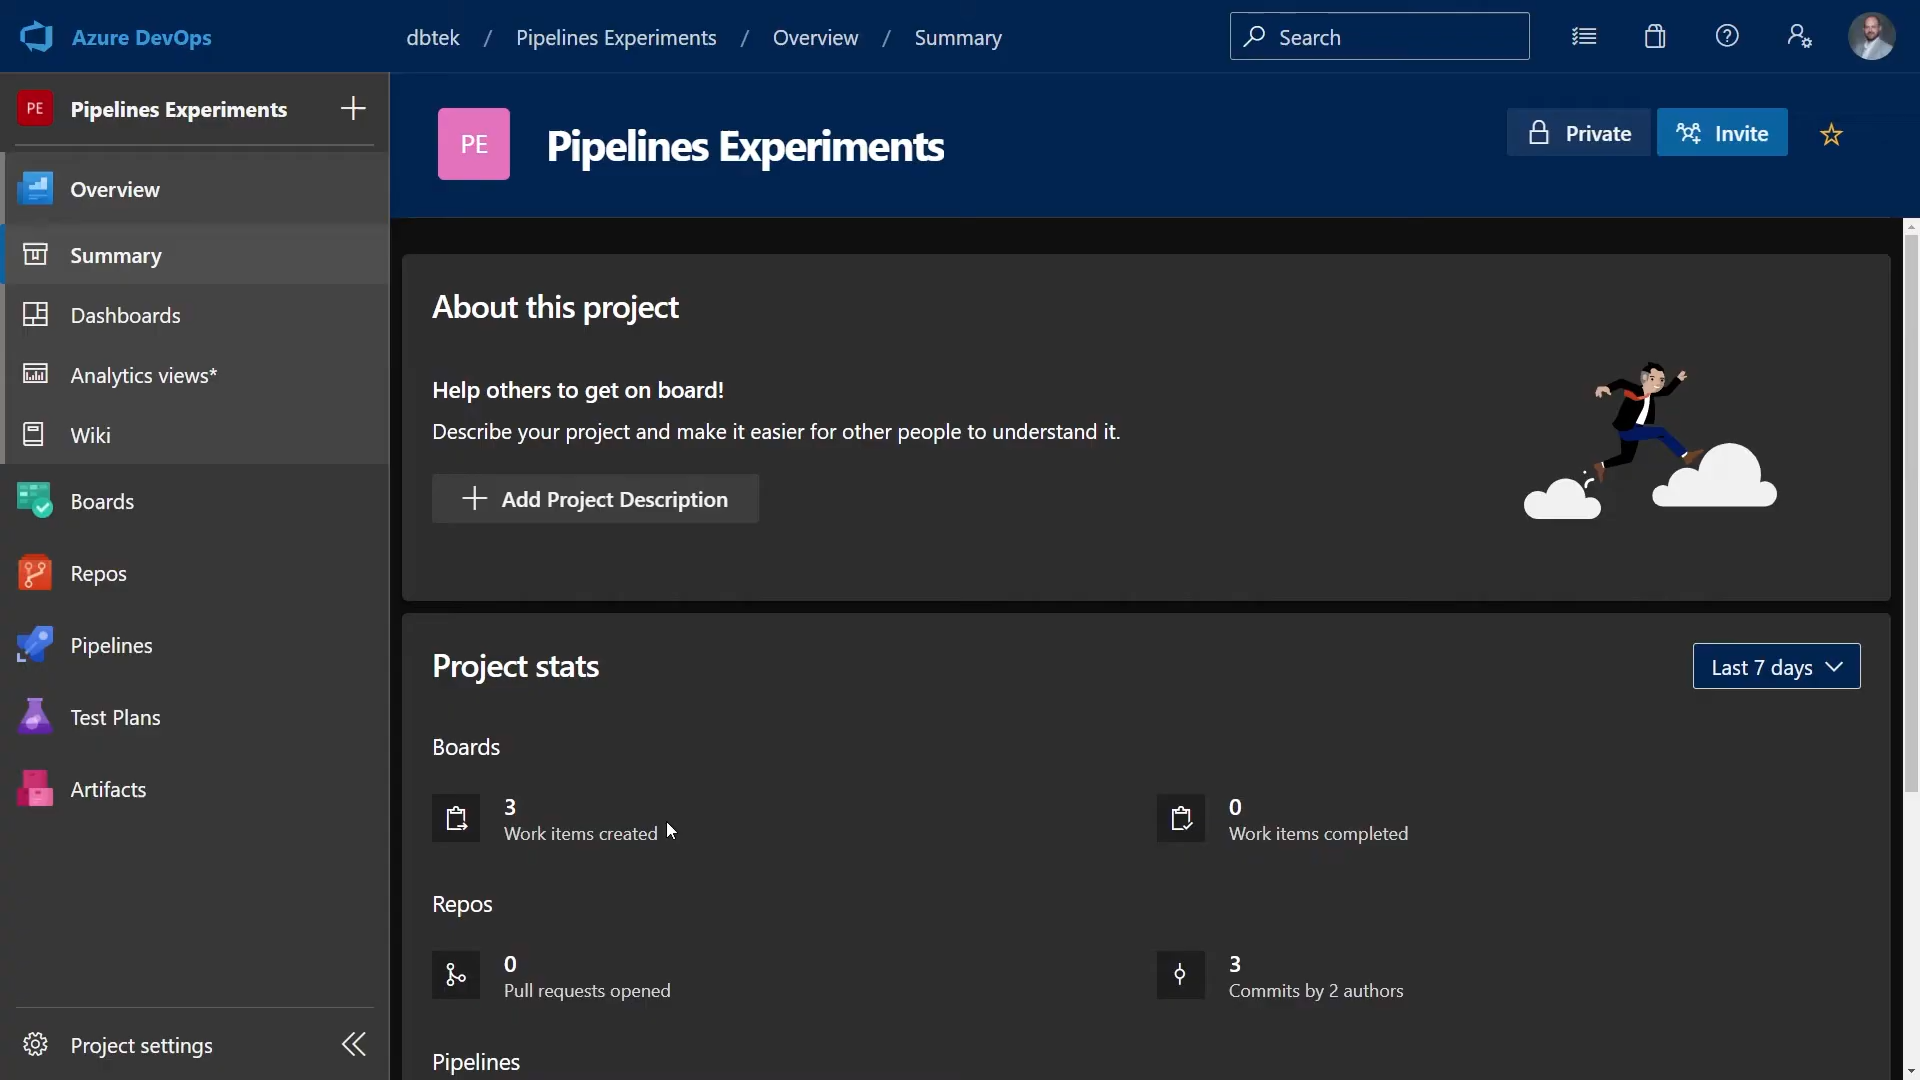 Azure DevOps
dbtek / Pipelines Experiments / Overview / Summary
Search
PE Pipelines Experiments
Overview
Summary
Dashboards
Analytics views*
Wiki
Boards
Repos
Pipelines
Test Plans
Artifacts
Project settings
PE Pipelines Experiments
Private
Invite
About this project
Help others to get on board!
Describe your project and make it easier for other people to understand it.
Add Project Description
Project stats
Last 7 days
Boards
3
Work items created
0
Work items completed
Repos
0
Pull requests opened
3
Commits by 2 authors
Pipelines